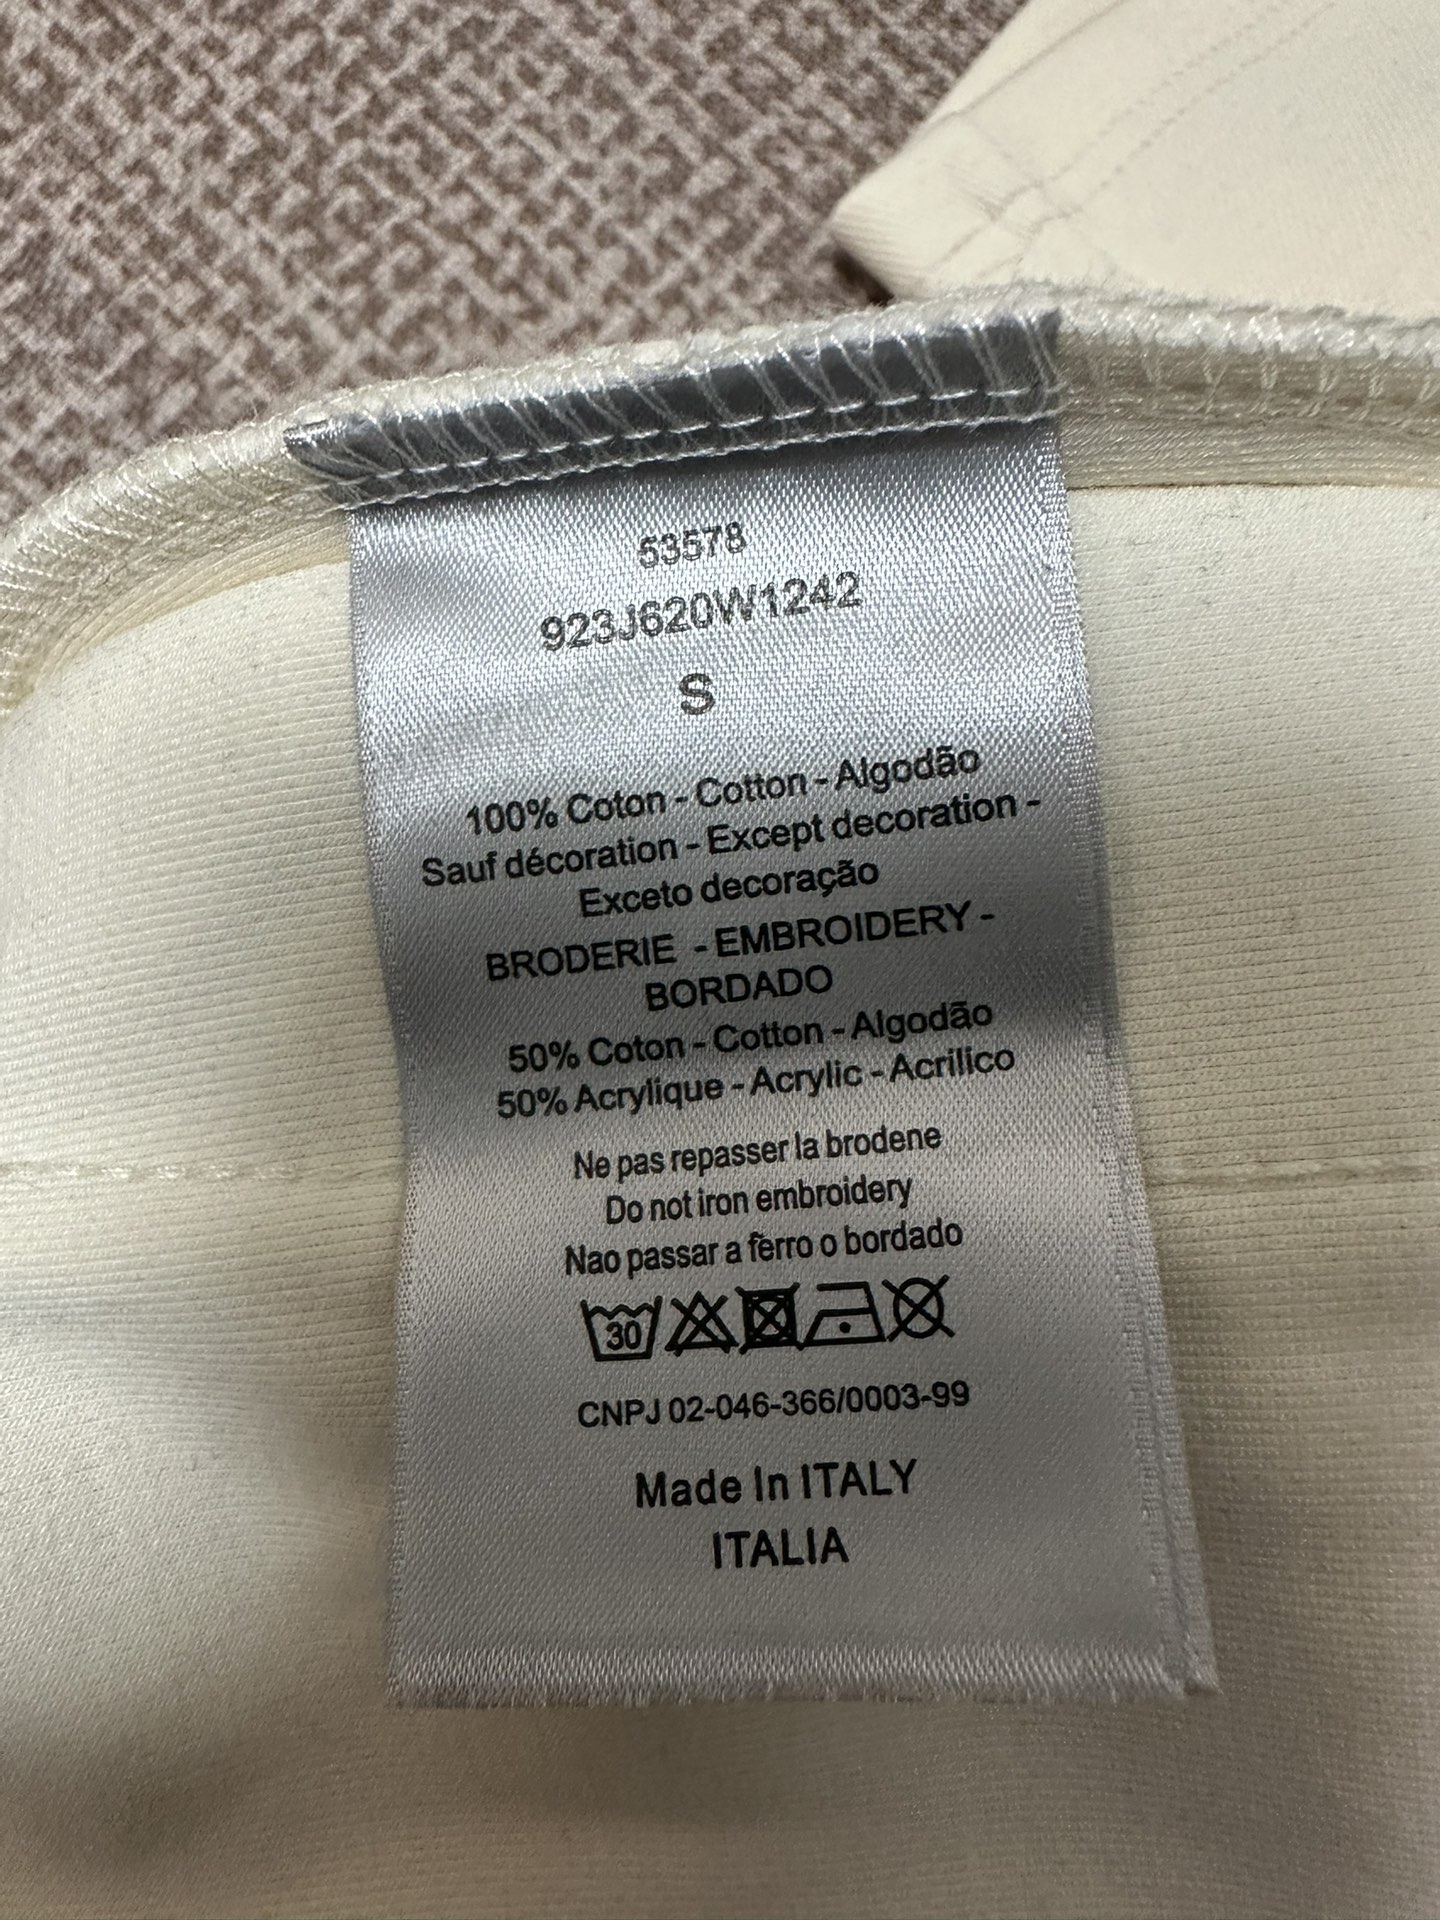 53578
923J620W1242
S
100% Coton - Cotton - Algodão
Sauf décoration - Except decoration -
Exceto decoração
BRODERIE - EMBROIDERY -
BORDADO
50% Coton - Cotton - Algodão
50% Acrylique - Acrylic - Acrilico
Ne pas repasser la brodene
Do not iron embroidery
Nao passar a ferro o bordado
30
CNPJ 02-046-366/0003-99
Made In ITALY
ITALIA